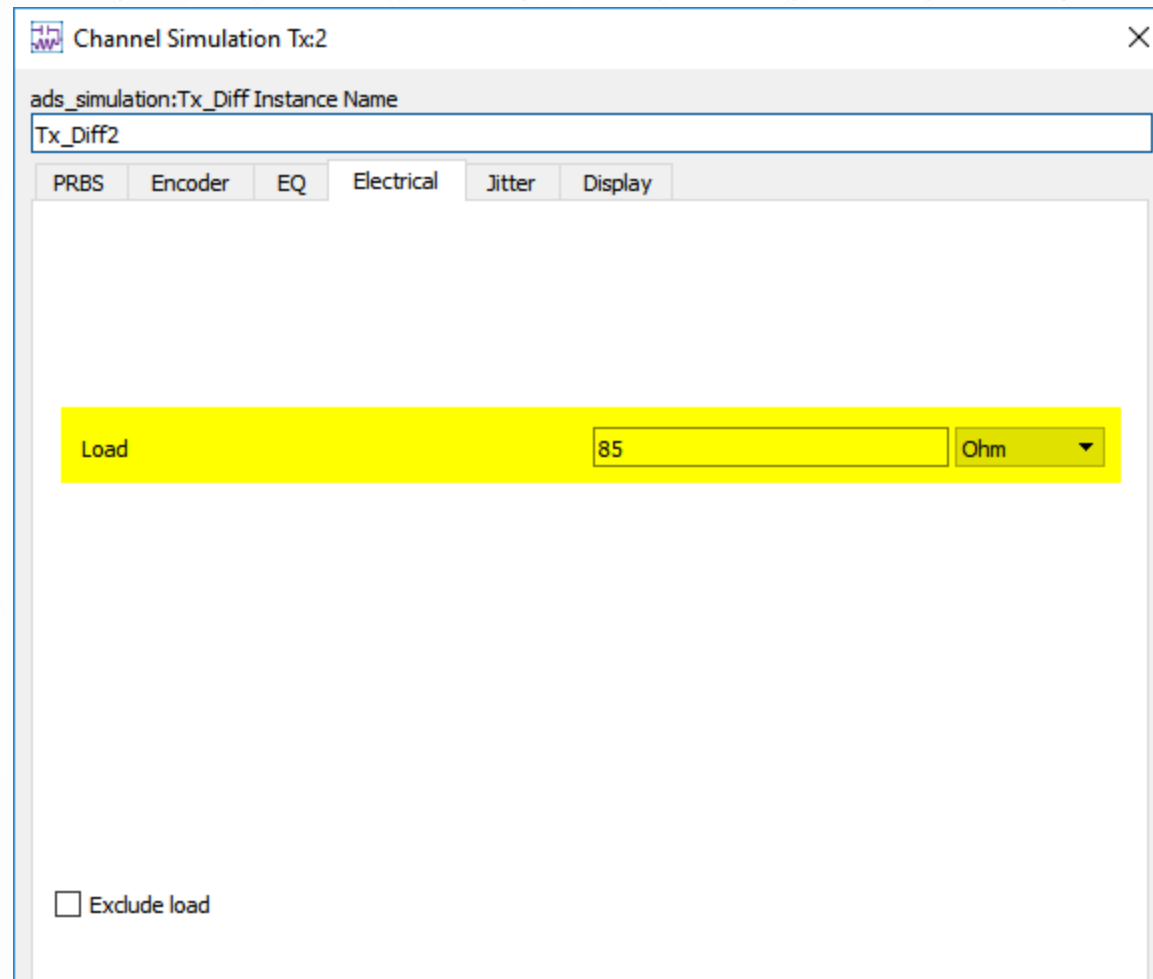 Channel Simulation Tx:2
ads_simulation:Tx_Diff Instance Name
Tx_Diff2
PRBS Encoder EQ Electrical Jitter Display
Load 85 Ohm
Exclude load